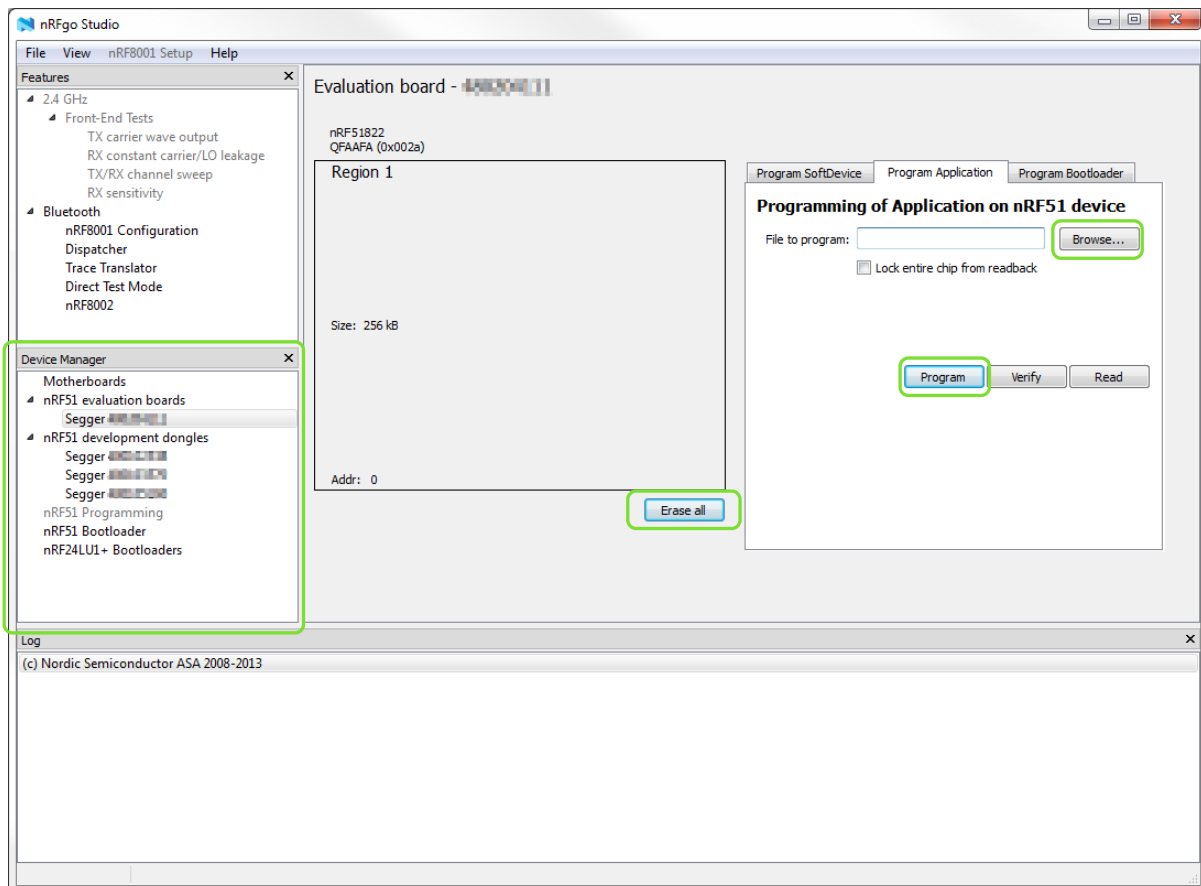 nRFgo Studio
File View nRF8001 Setup Help
Features
2.4 GHz
Front-End Tests
TX carrier wave output
RX constant carrier/LO leakage
TX/RX channel sweep
RX sensitivity
Bluetooth
nRF8001 Configuration
Dispatcher
Trace Translator
Direct Test Mode
nRF8002
Device Manager
Motherboards
nRF51 evaluation boards
Segger
nRF51 development dongles
Segger
Segger
Segger
nRF51 Programming
nRF51 Bootloader
nRF24LU1+ Bootloaders
Evaluation board -
nRF51822
QFAAFA (0x002a)
Region 1
Size: 256 kB
Addr: 0
Erase all
Program SoftDevice Program Application Program Bootloader
Programming of Application on nRF51 device
File to program: Browse...
Lock entire chip from readback
Program Verify Read
Log
(c) Nordic Semiconductor ASA 2008-2013